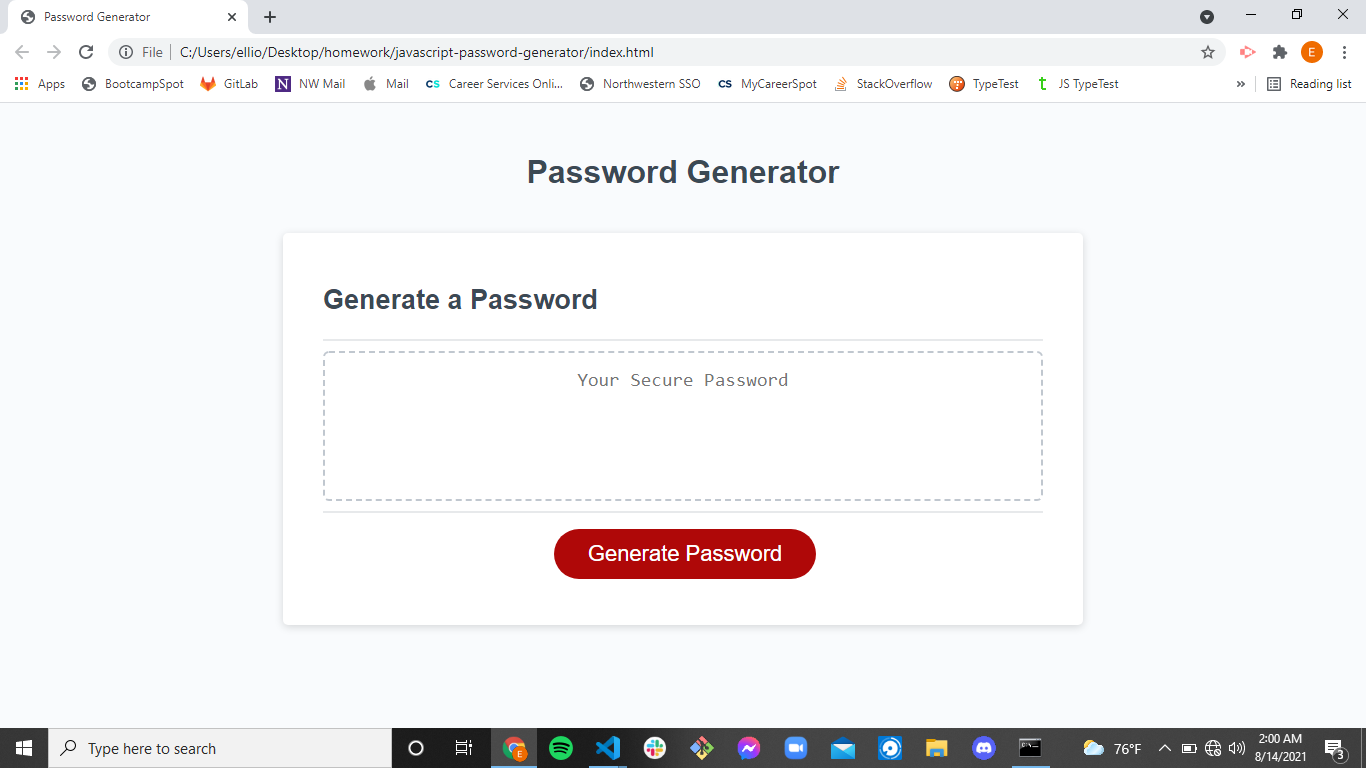 Password Generator
File C:/Users/ellio/Desktop/homework/javascript-password-generator/index.html E
Apps BootcampSpot GitLab N NW Mail Mail CS Career Services Onli... Northwestern SSO CS MyCareerSpot StackOverflow TypeTest t JS TypeTest » Reading list
Password Generator
Generate a Password
Your Secure Password
Generate Password
Type here to search E 76°F 2:00 AM
8/14/2021 3